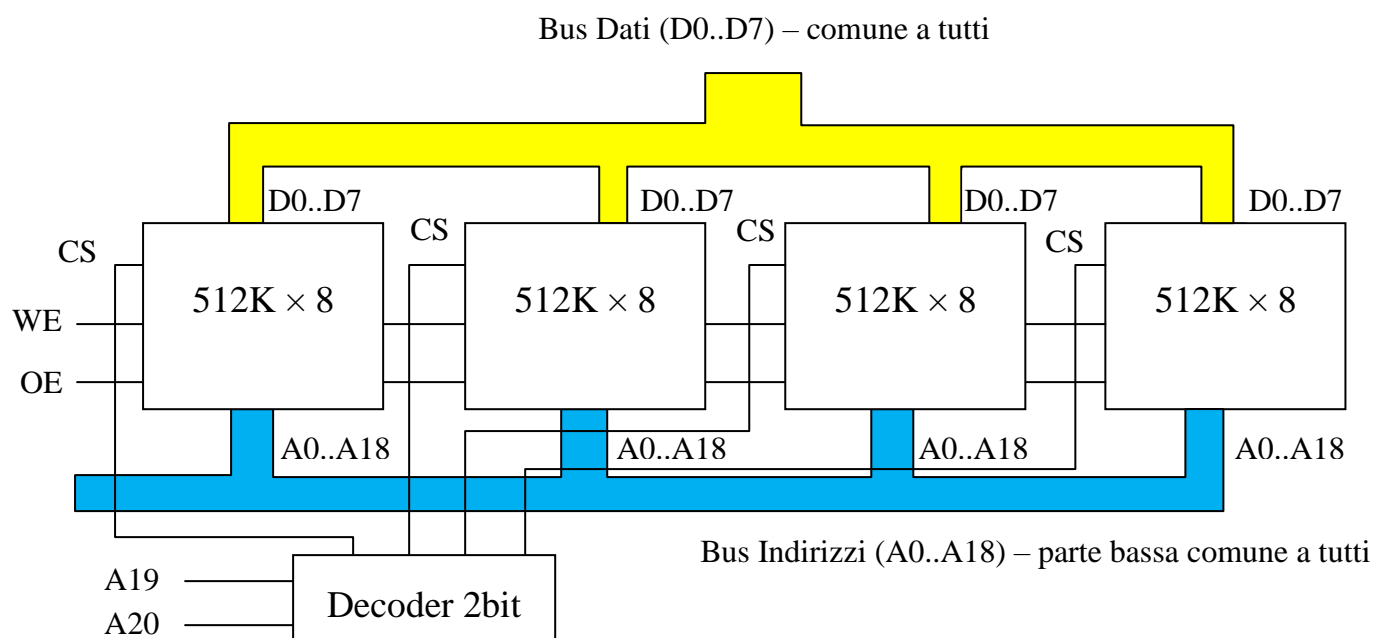 Bus Dati (D0..D7) – comune a tutti
D0..D7
D0..D7
D0..D7
D0..D7
CS
CS
CS
CS
512K × 8
512K × 8
512K × 8
512K × 8
WE
OE
A0..A18
A0..A18
A0..A18
A0..A18
Bus Indirizzi (A0..A18) – parte bassa comune a tutti
A19
Decoder 2bit
A20